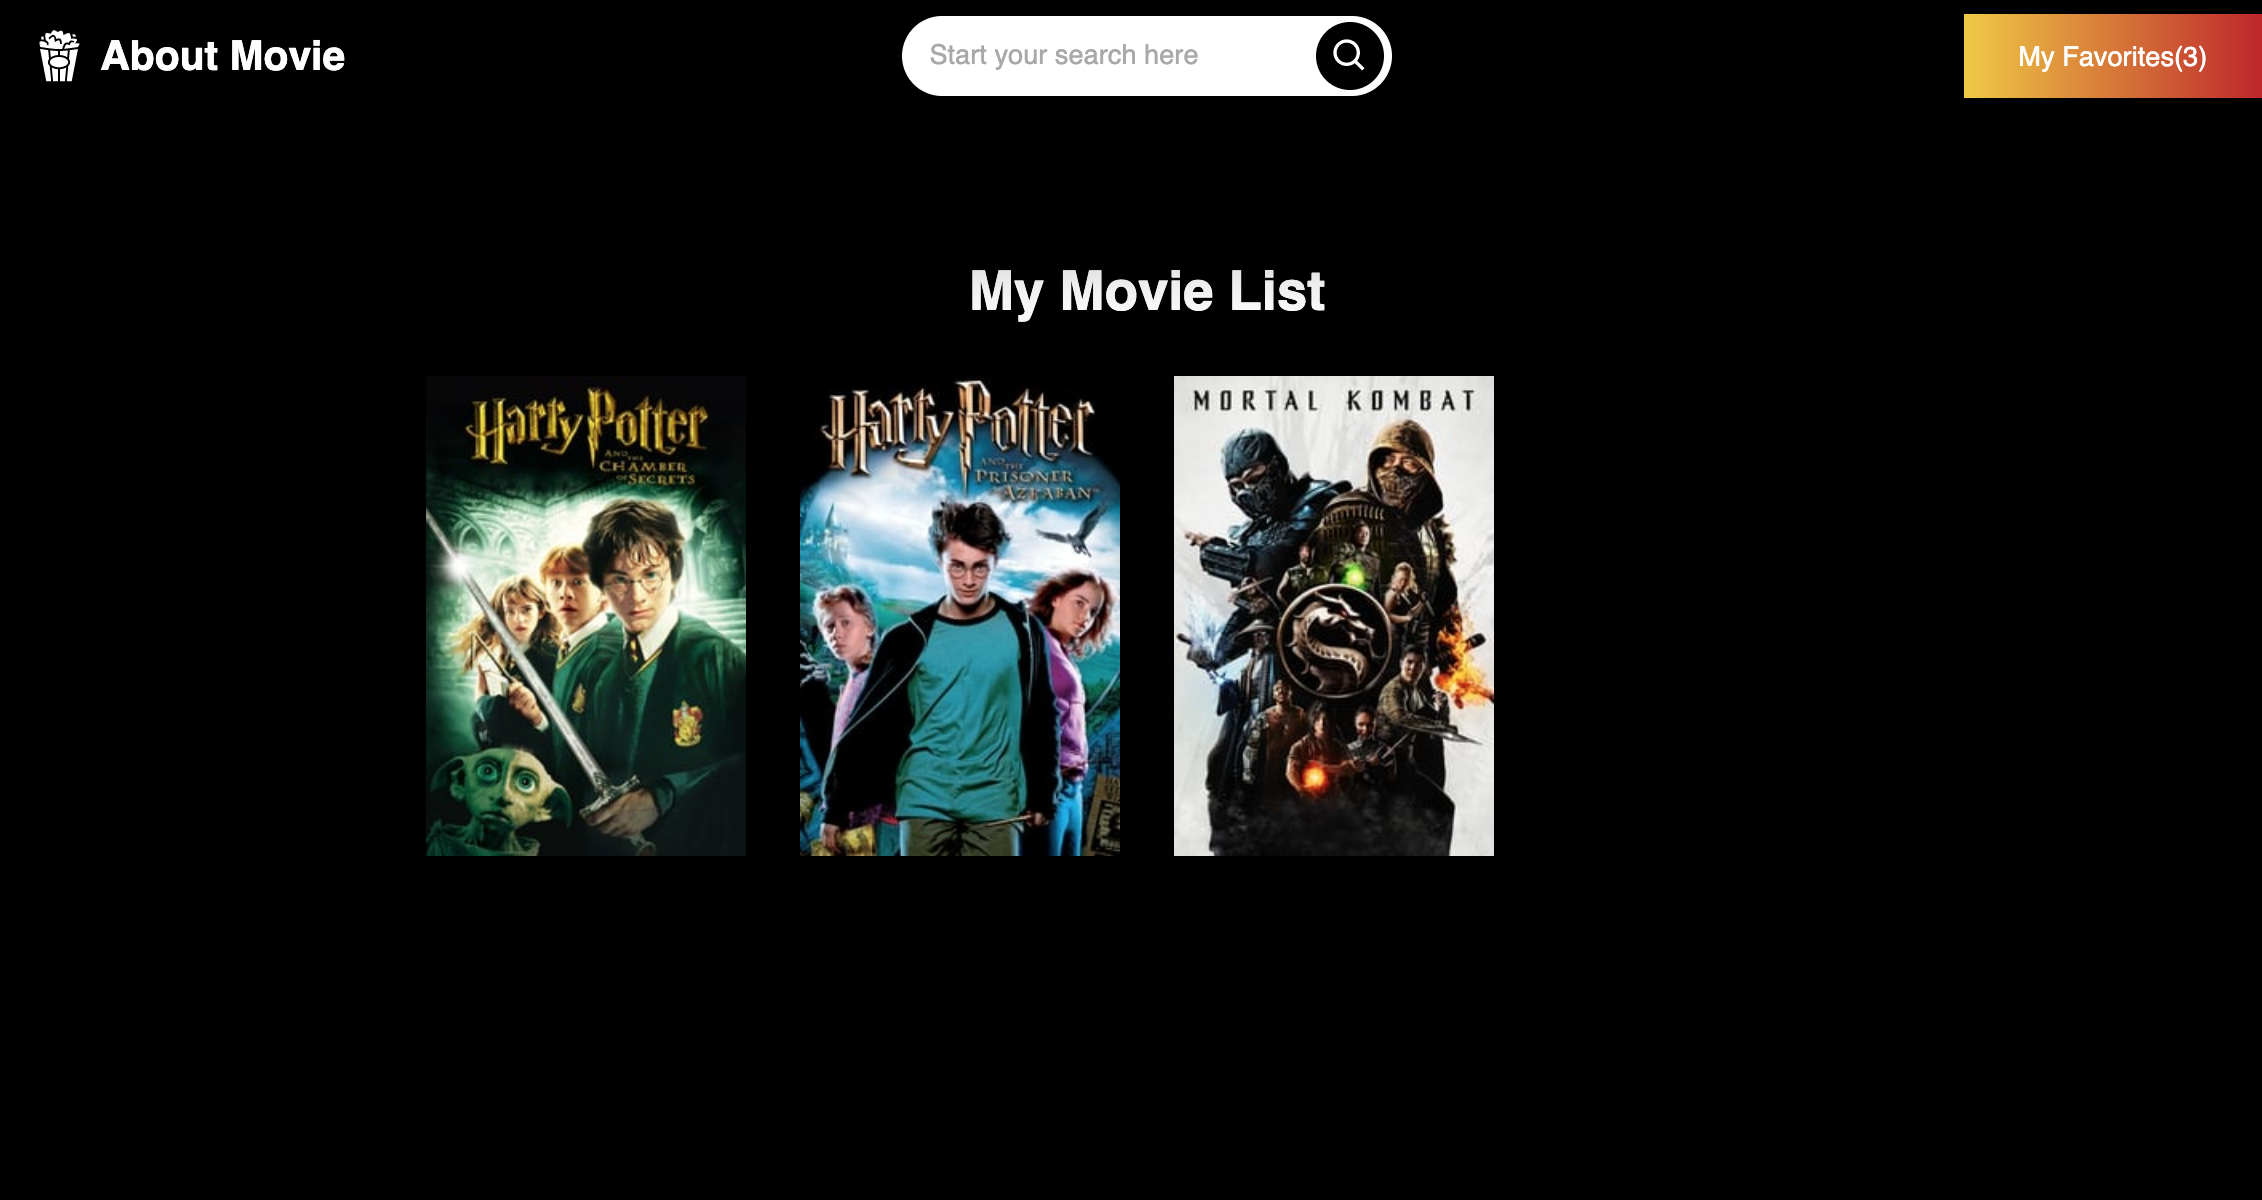 About Movie
Start your search here
My Favorites(3)
My Movie List
Harry Potter
AND THE
CHAMBER
OF SECRETS
Harry Potter
AND THE
PRISONER
OF AZKABAN™
MORTAL KOMBAT